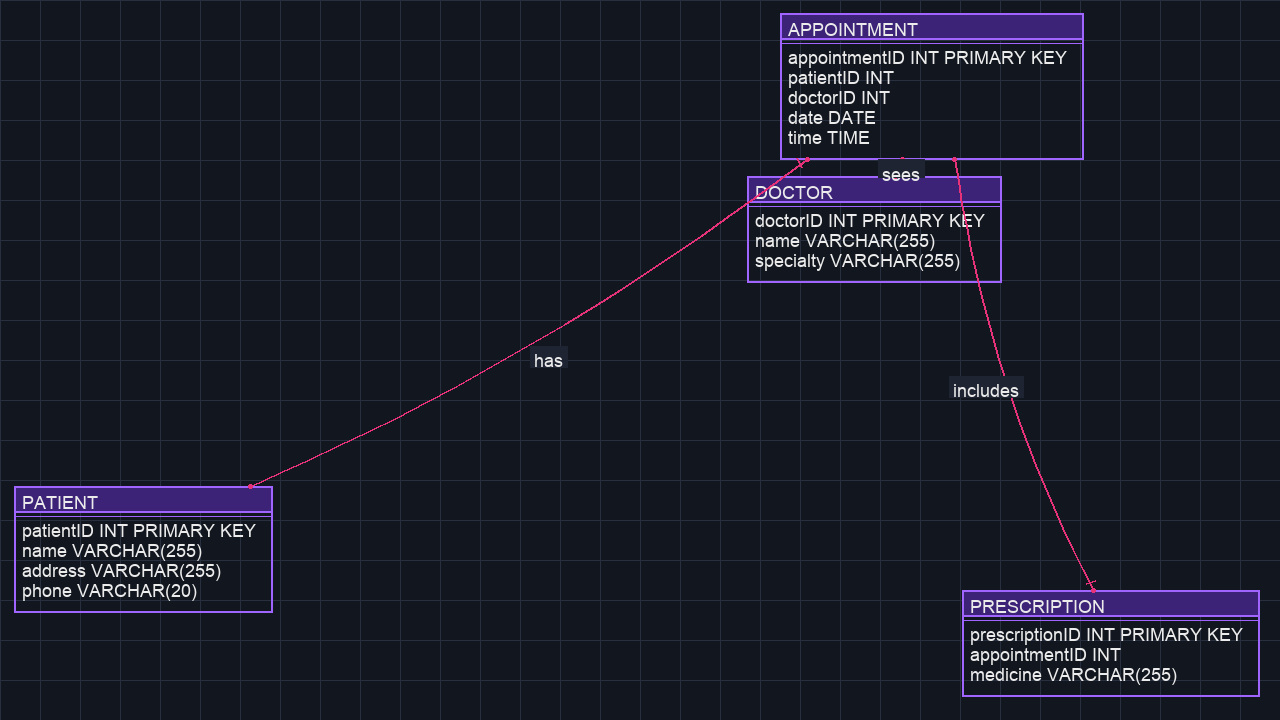 APPOINTMENT
appointmentID INT PRIMARY KEY
patientID INT
doctorID INT
date DATE
time TIME
sees
DOCTOR
doctorID INT PRIMARY KEY
name VARCHAR(255)
specialty VARCHAR(255)
has
includes
PATIENT
patientID INT PRIMARY KEY
name VARCHAR(255)
address VARCHAR(255)
phone VARCHAR(20)
PRESCRIPTION
prescriptionID INT PRIMARY KEY
appointmentID INT
medicine VARCHAR(255)